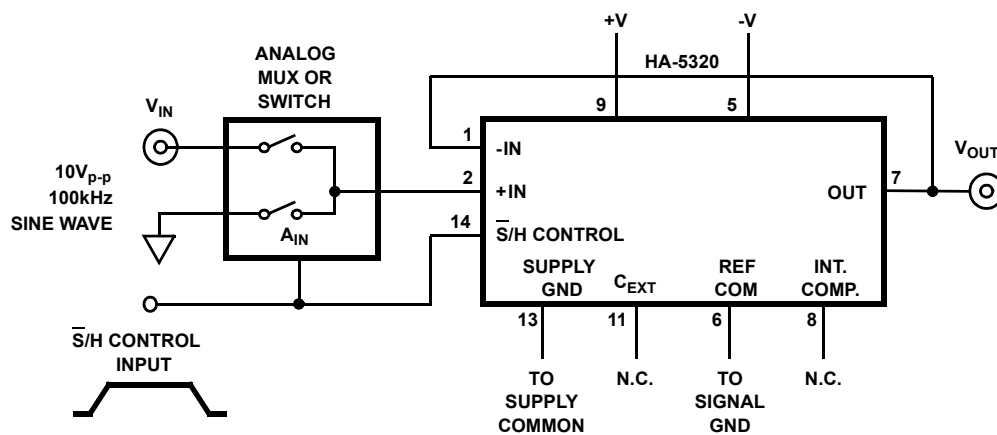 +V
-V
HA-5320
ANALOG
MUX OR
SWITCH
V_IN
10V_p-p
100kHz
SINE WAVE
A_IN
S̅/H CONTROL
INPUT
9
5
1
-IN
2
+IN
14
S̅/H CONTROL
OUT
7
V_OUT
SUPPLY
GND
C_EXT
REF
COM
INT.
COMP.
13
11
6
8
TO
SUPPLY
COMMON
N.C.
TO
SIGNAL
GND
N.C.